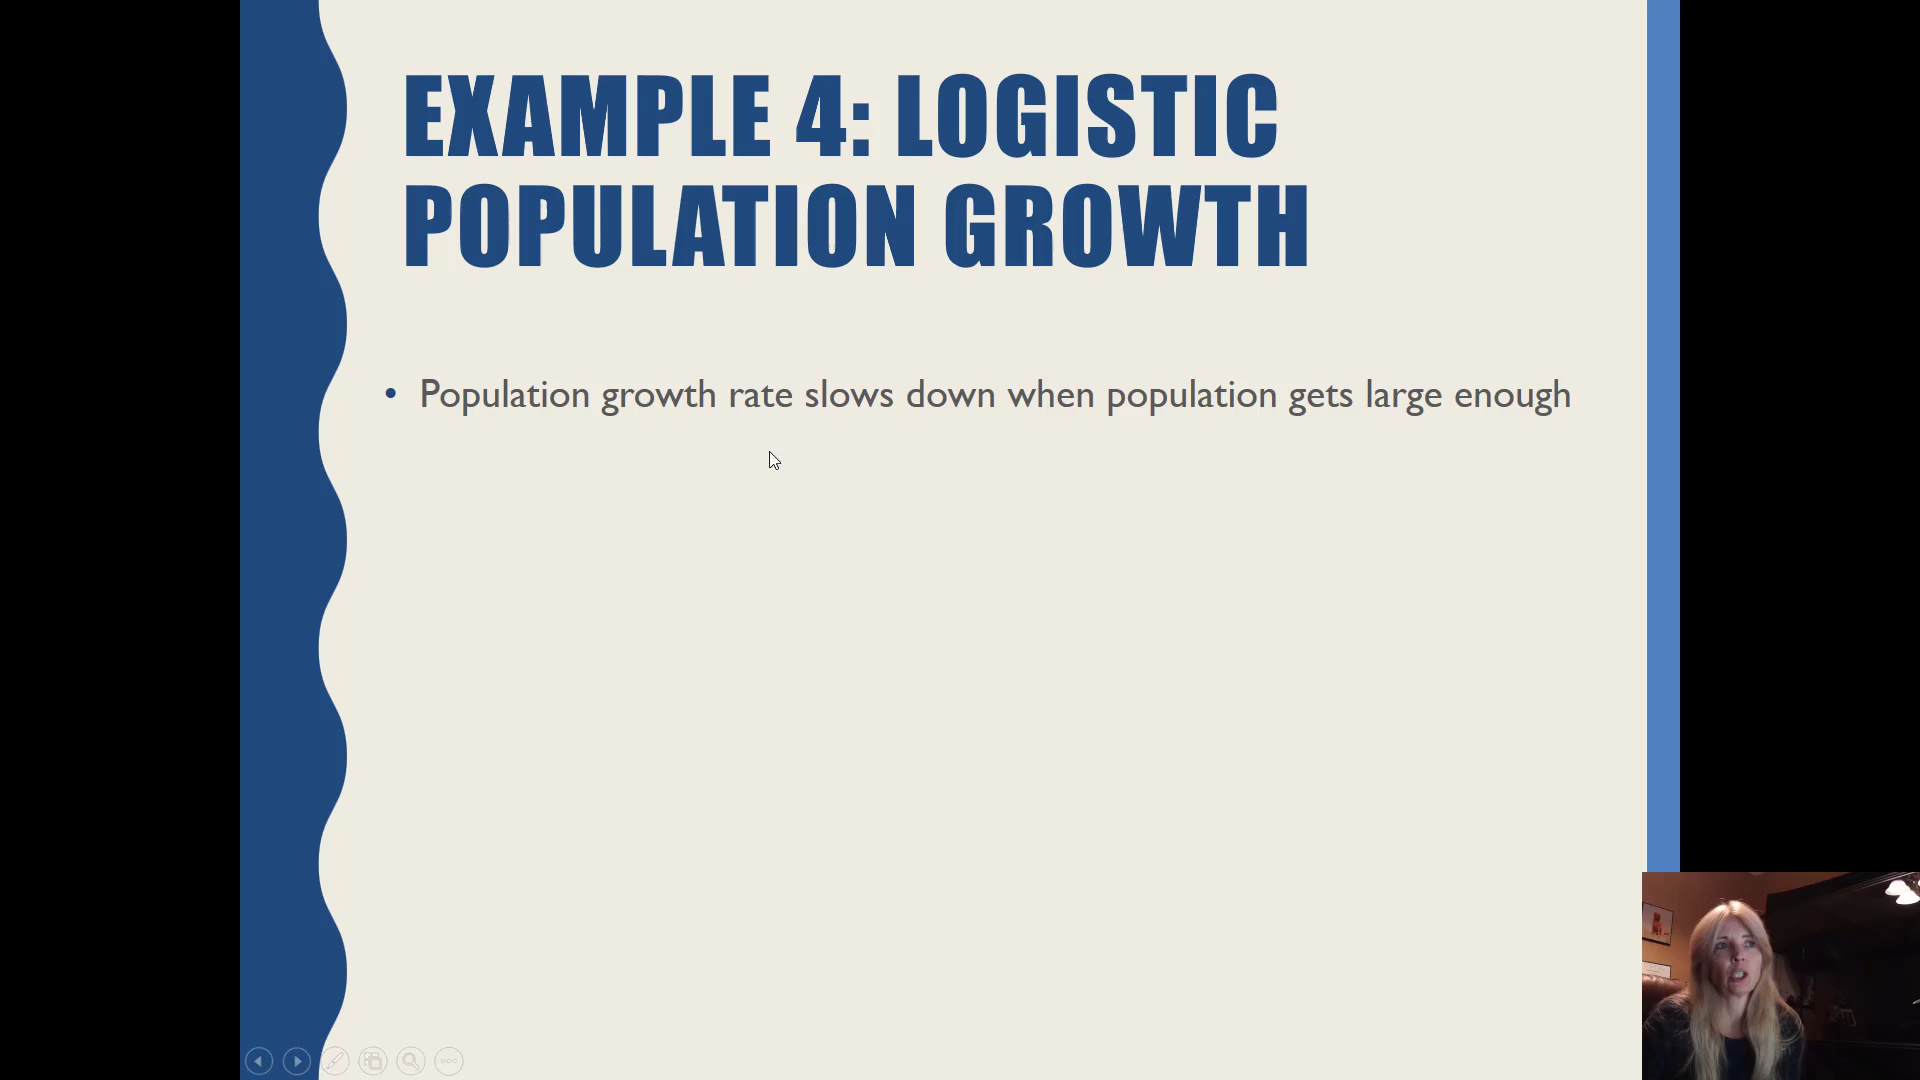 EXAMPLE 4: LOGISTIC
POPULATION GROWTH
• Population growth rate slows down when population gets large enough